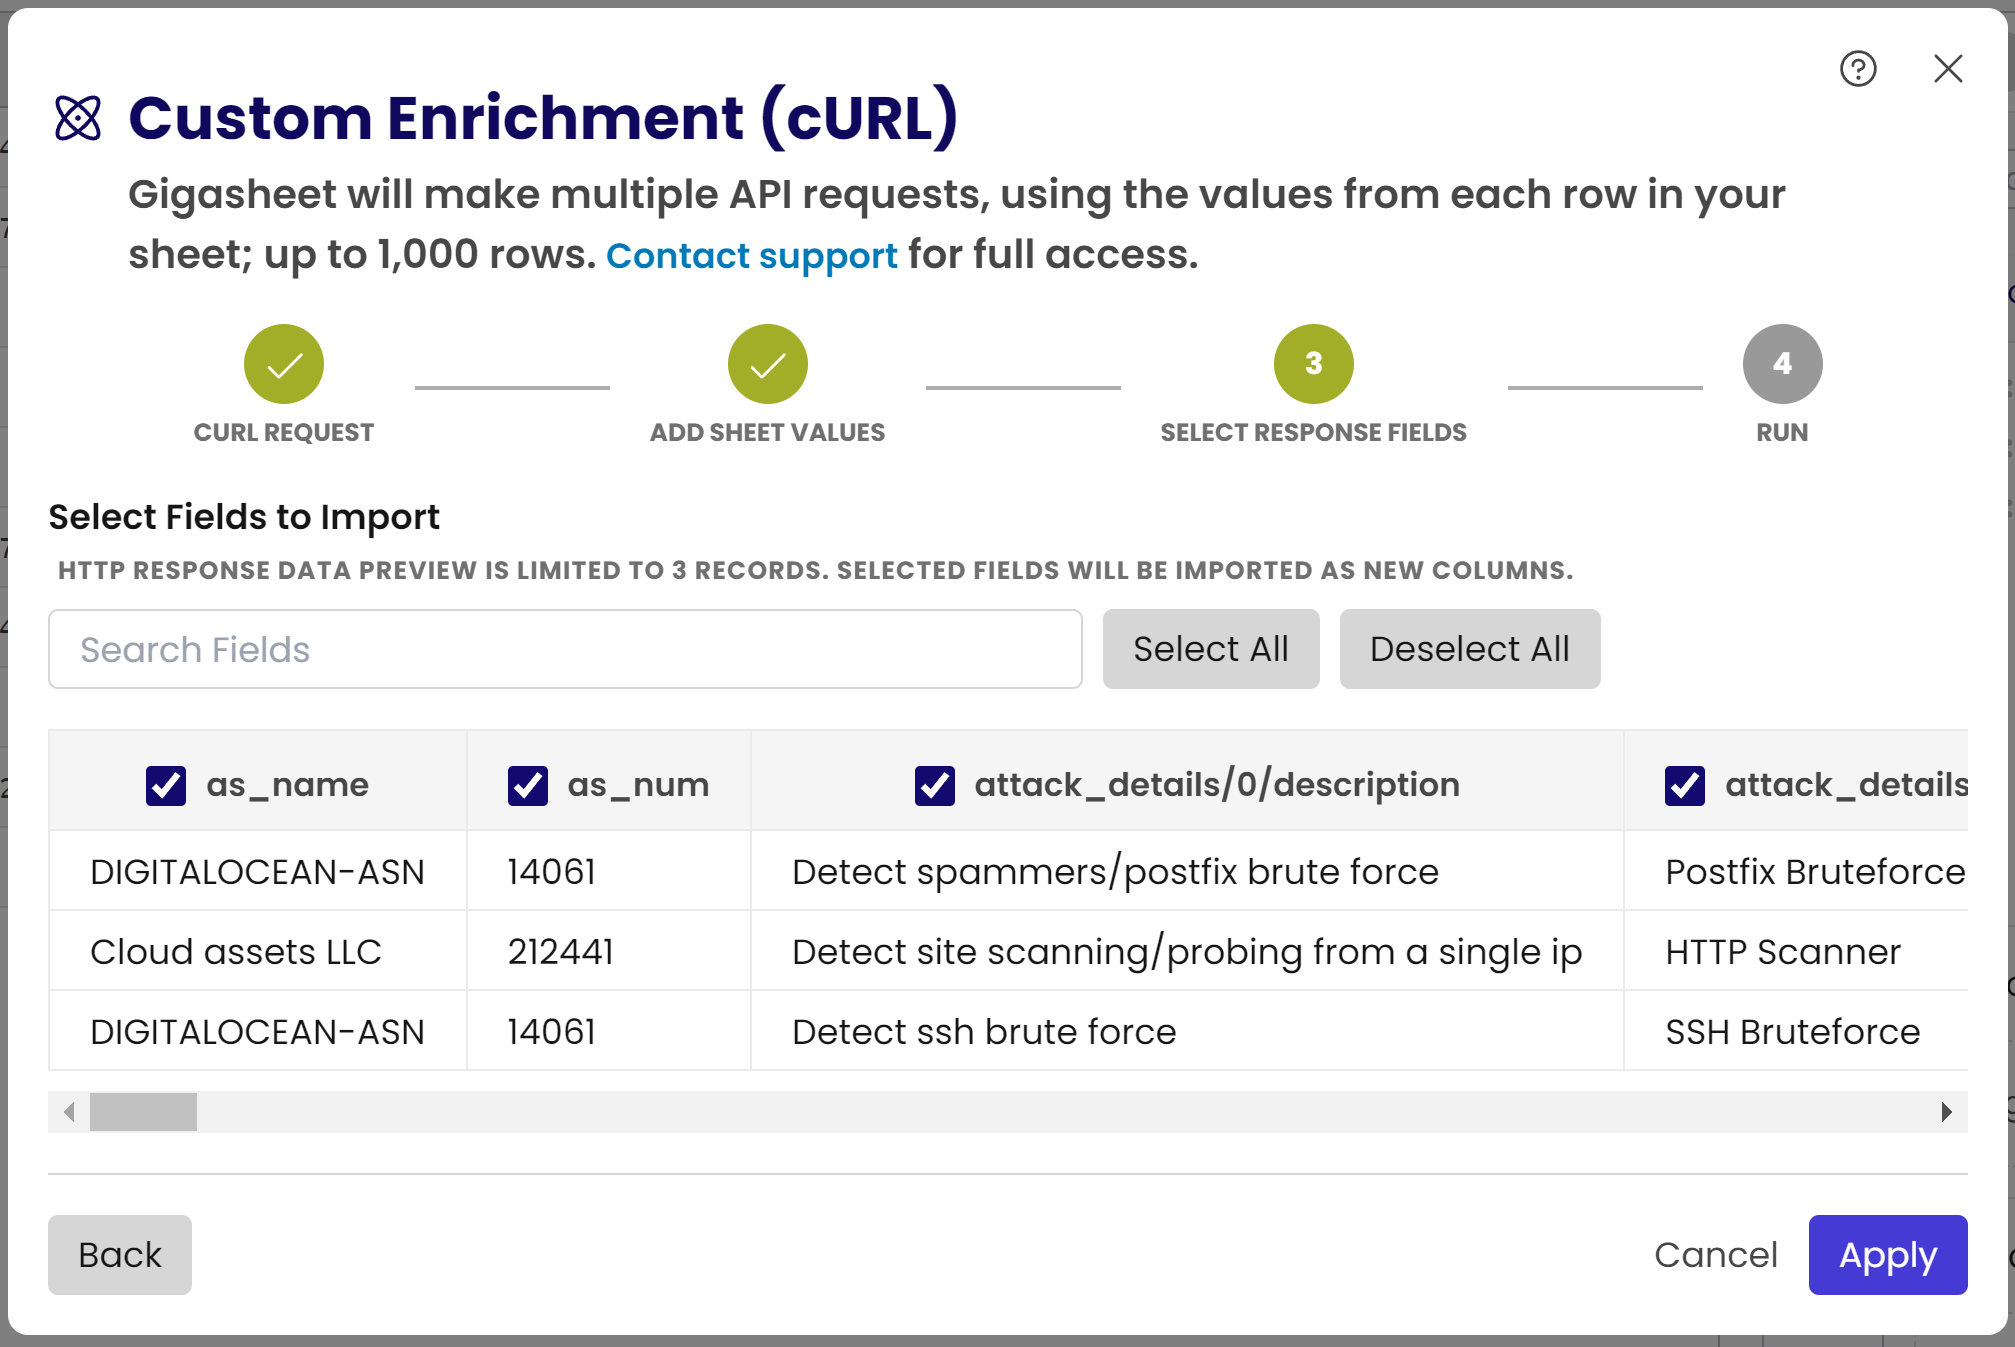 Custom Enrichment (cURL)
Gigasheet will make multiple API requests, using the values from each row in your
sheet; up to 1,000 rows. Contact support for full access.
3
4
CURL REQUEST
ADD SHEET VALUES
SELECT RESPONSE FIELDS
RUN
Select Fields to Import
HTTP RESPONSE DATA PREVIEW IS LIMITED TO 3 RECORDS. SELECTED FIELDS WILL BE IMPORTED AS NEW COLUMNS.
Search Fields
Select All
Deselect All
as_name
as_num
attack_details/0/description
attack_details
DIGITALOCEAN-ASN
14061
Detect spammers/postfix brute force
Postfix Bruteforce
Cloud assets LLC
212441
Detect site scanning/probing from a single ip
HTTP Scanner
DIGITALOCEAN-ASN
14061
Detect ssh brute force
SSH Bruteforce
Back
Cancel
Apply